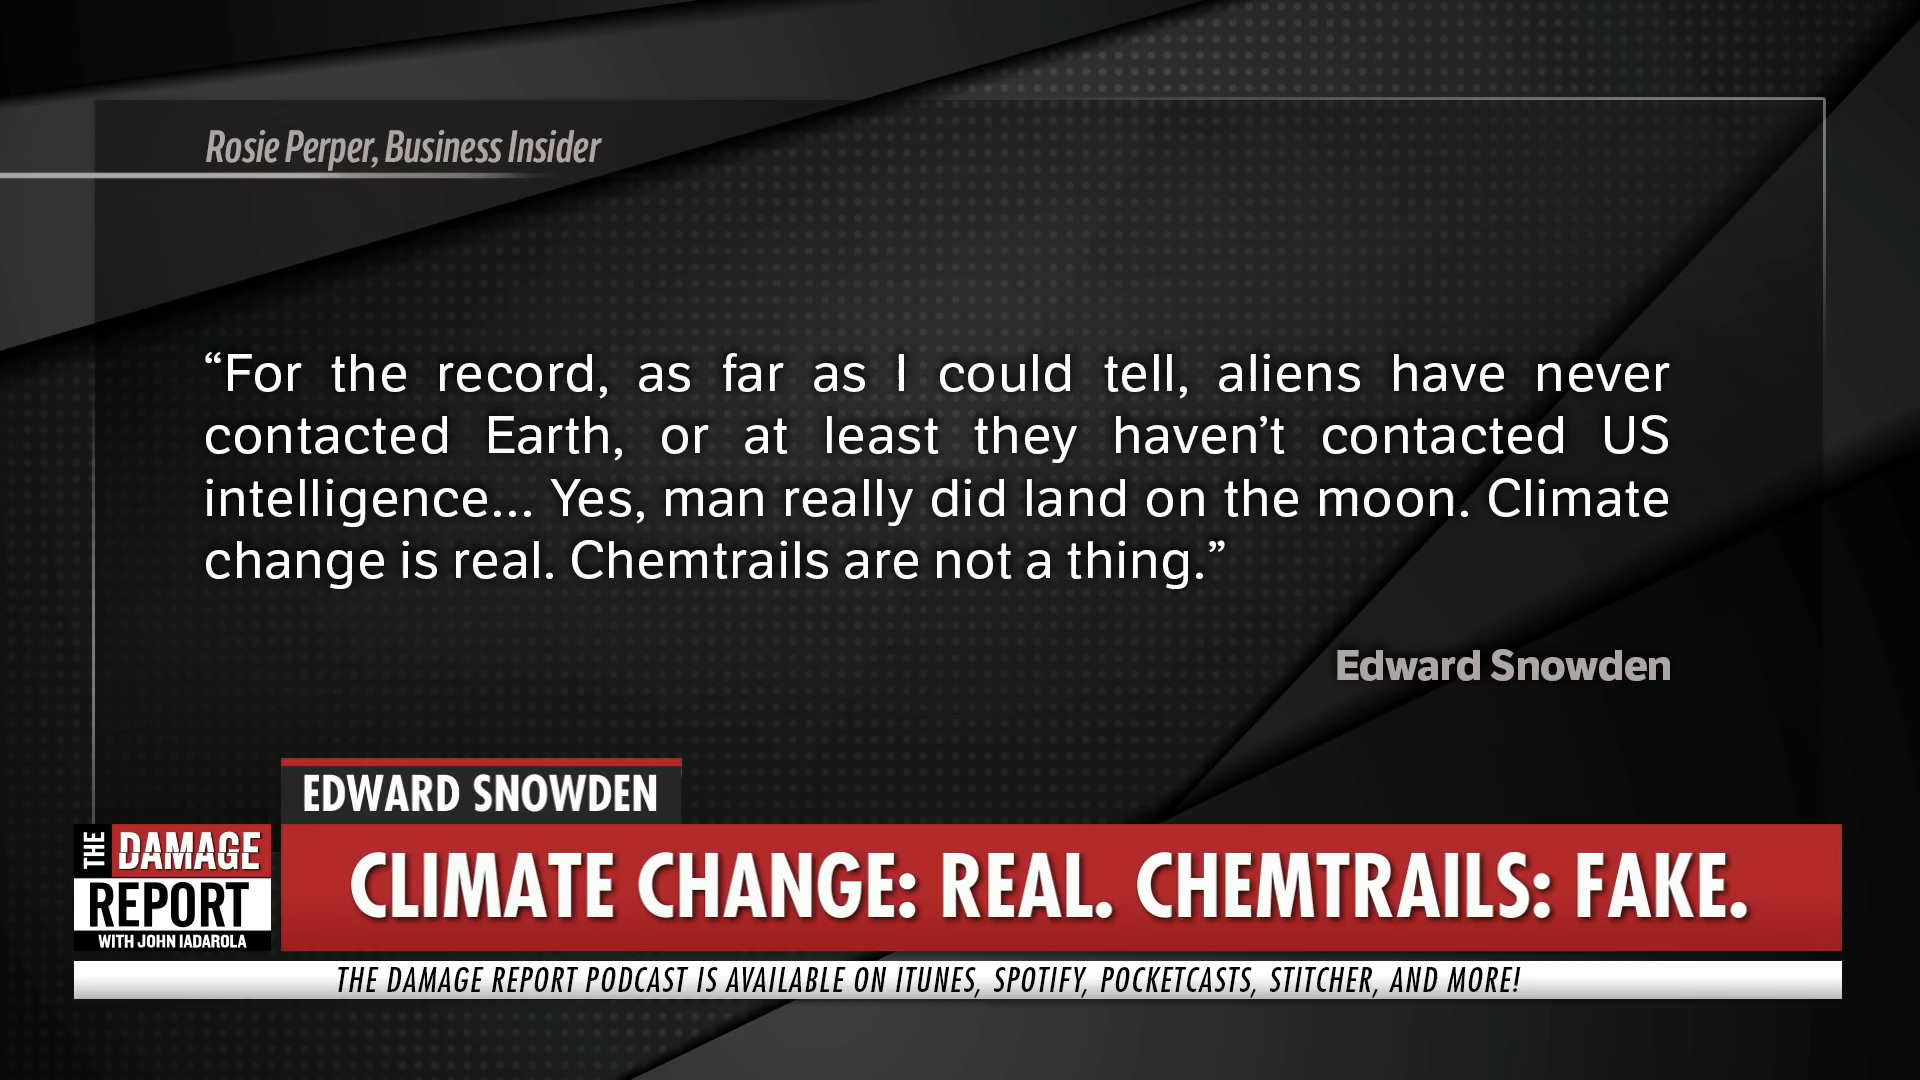 Rosie Perper, Business Insider
“For the record, as far as I could tell, aliens have never
contacted Earth, or at least they haven’t contacted US
intelligence... Yes, man really did land on the moon. Climate
change is real. Chemtrails are not a thing.”
Edward Snowden
EDWARD SNOWDEN
THE DAMAGE
REPORT
WITH JOHN IADAROLA
CLIMATE CHANGE: REAL. CHEMTRAILS: FAKE.
THE DAMAGE REPORT PODCAST IS AVAILABLE ON ITUNES, SPOTIFY, POCKETCASTS, STITCHER, AND MORE!